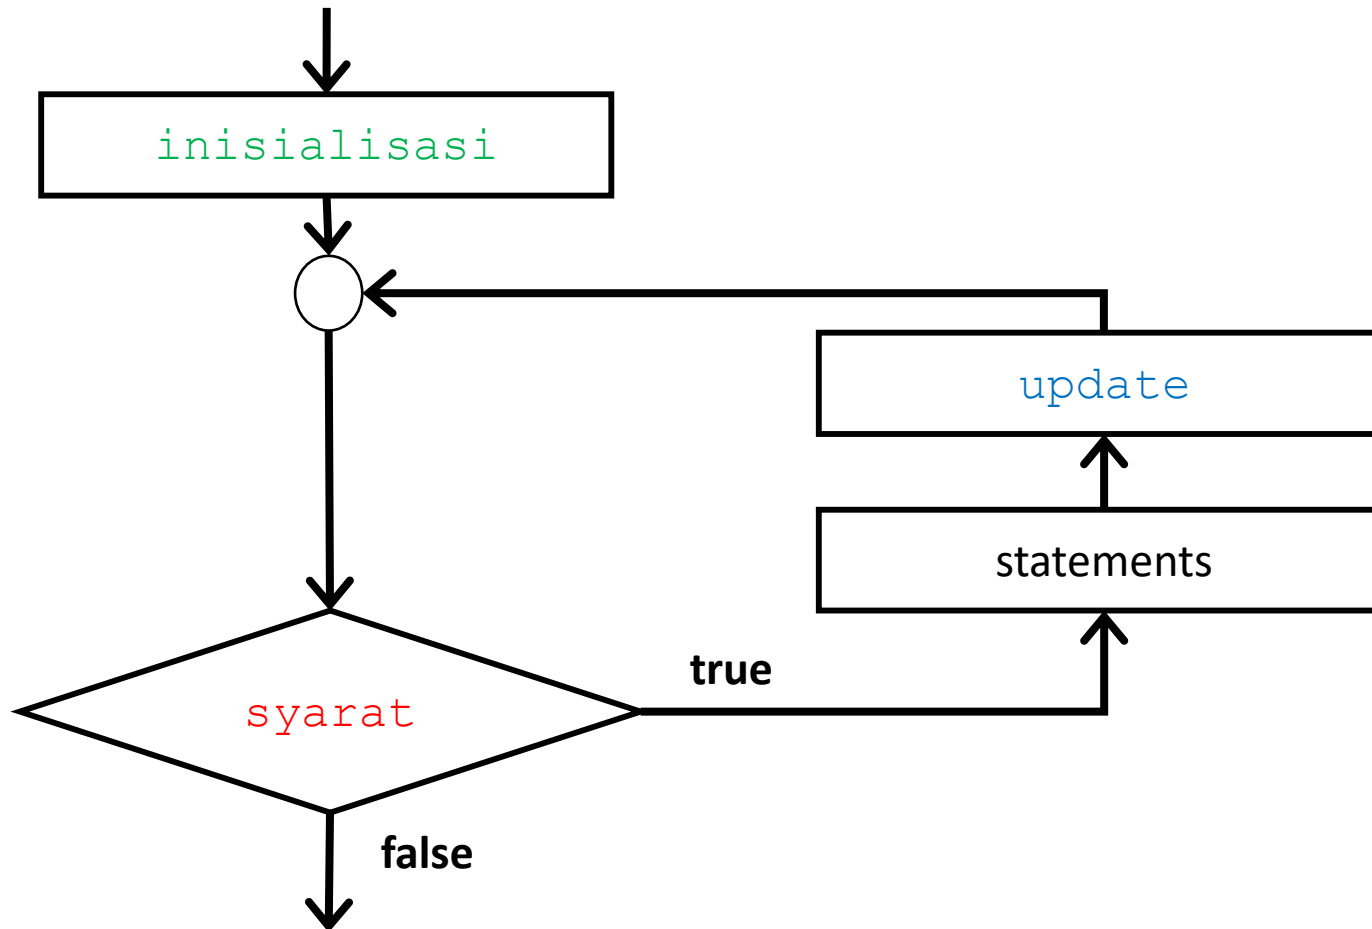 inisialisasi
update
statements
true
syarat
false